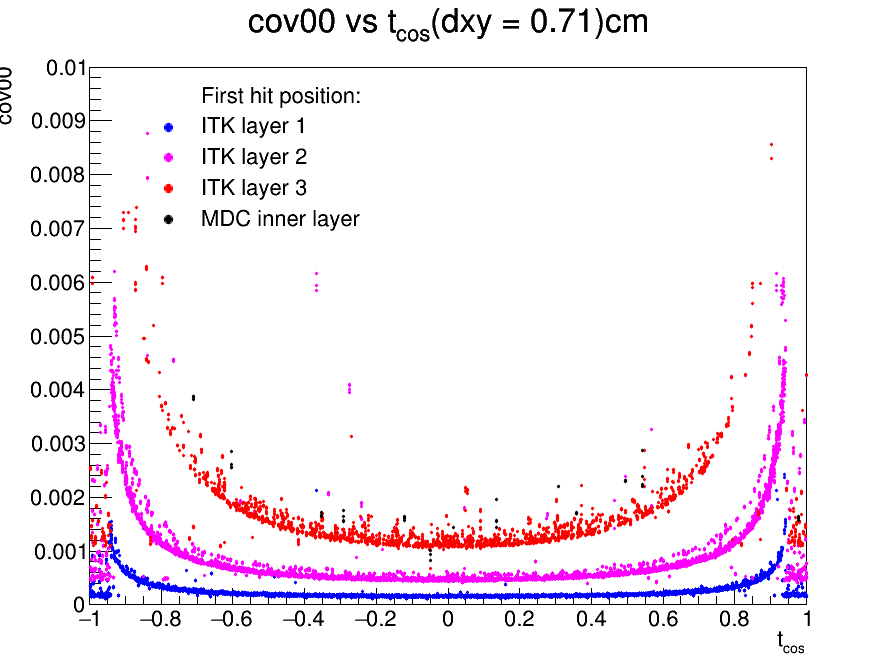 cov00 vs t_cos(dxy = 0.71)cm
cov00
0.01
0.009
0.008
0.007
0.006
0.005
0.004
0.003
0.002
0.001
0
First hit position:
ITK layer 1
ITK layer 2
ITK layer 3
MDC inner layer
−1 −0.8 −0.6 −0.4 −0.2 0 0.2 0.4 0.6 0.8 1
t_cos